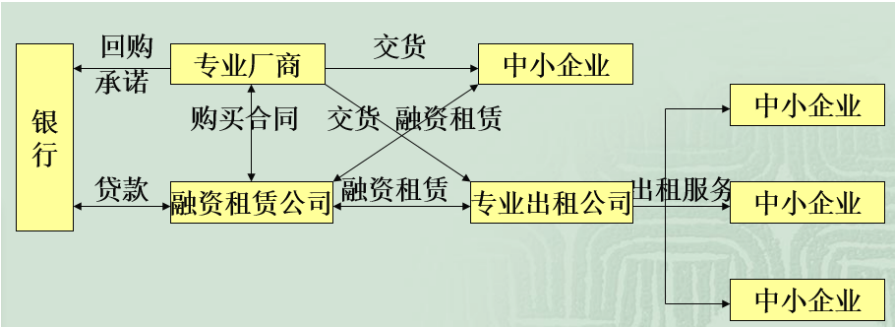 回购
承诺
专业厂商
交货
中小企业
中小企业
银
行
购买合同
交货
融资租赁
贷款
融资租赁公司
融资租赁
专业出租公司
出租服务
中小企业
中小企业